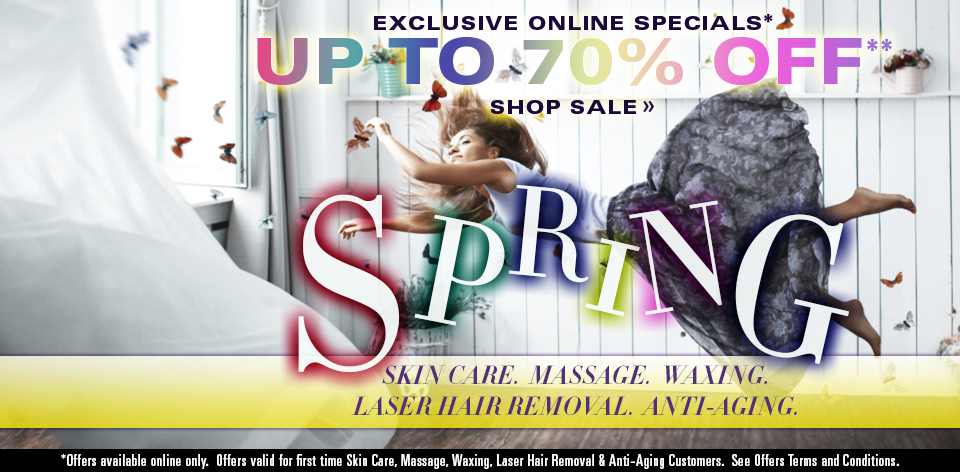 EXCLUSIVE ONLINE SPECIALS*
UP TO 70% OFF**
SHOP SALE »
SPRING
SKIN CARE. MASSAGE. WAXING.
LASER HAIR REMOVAL. ANTI-AGING.
*Offers available online only. Offers valid for first time Skin Care, Massage, Waxing, Laser Hair Removal & Anti-Aging Customers. See Offers Terms and Conditions.